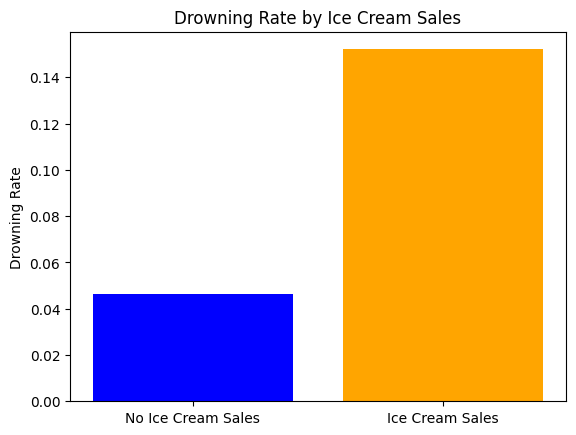 Drowning Rate by Ice Cream Sales
Drowning Rate
0.14
0.12
0.10
0.08
0.06
0.04
0.02
0.00
No Ice Cream Sales
Ice Cream Sales